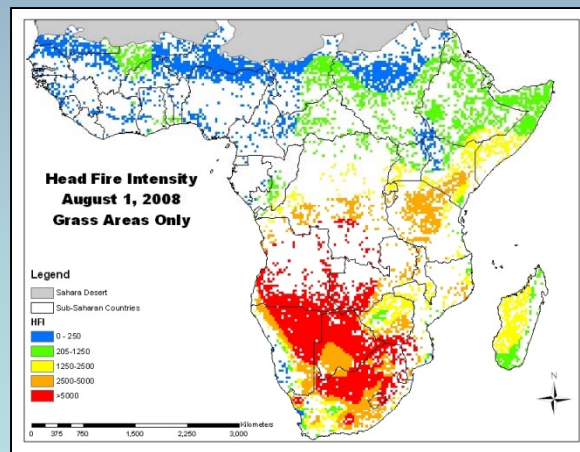 Head Fire Intensity
August 1, 2008
Grass Areas Only
Legend
Sahara Desert
Sub-Saharan Countries
HFI
0 - 250
205-1250
1250-2500
2500-5000
>5000
Kilometers
0 375 750 1,500 2,250 3,000
N